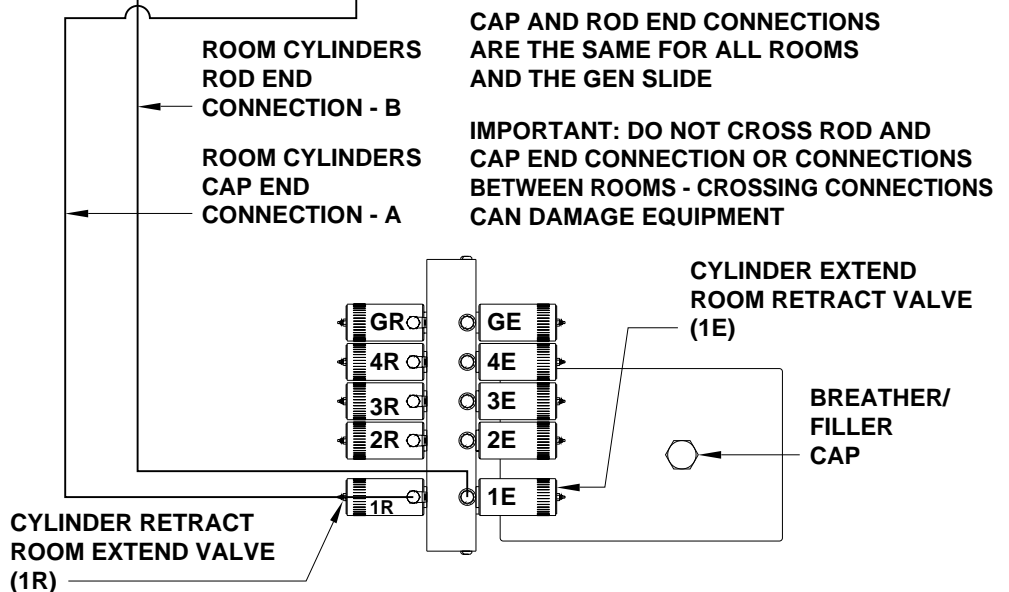 ROOM CYLINDERS
ROD END
CONNECTION - B
CAP AND ROD END CONNECTIONS
ARE THE SAME FOR ALL ROOMS
AND THE GEN SLIDE
ROOM CYLINDERS
CAP END
CONNECTION - A
IMPORTANT: DO NOT CROSS ROD AND
CAP END CONNECTION OR CONNECTIONS
BETWEEN ROOMS - CROSSING CONNECTIONS
CAN DAMAGE EQUIPMENT
CYLINDER EXTEND
ROOM RETRACT VALVE
(1E)
GR
GE
4R
4E
3R
3E
2R
2E
1R
1E
BREATHER/
FILLER
CAP
CYLINDER RETRACT
ROOM EXTEND VALVE
(1R)